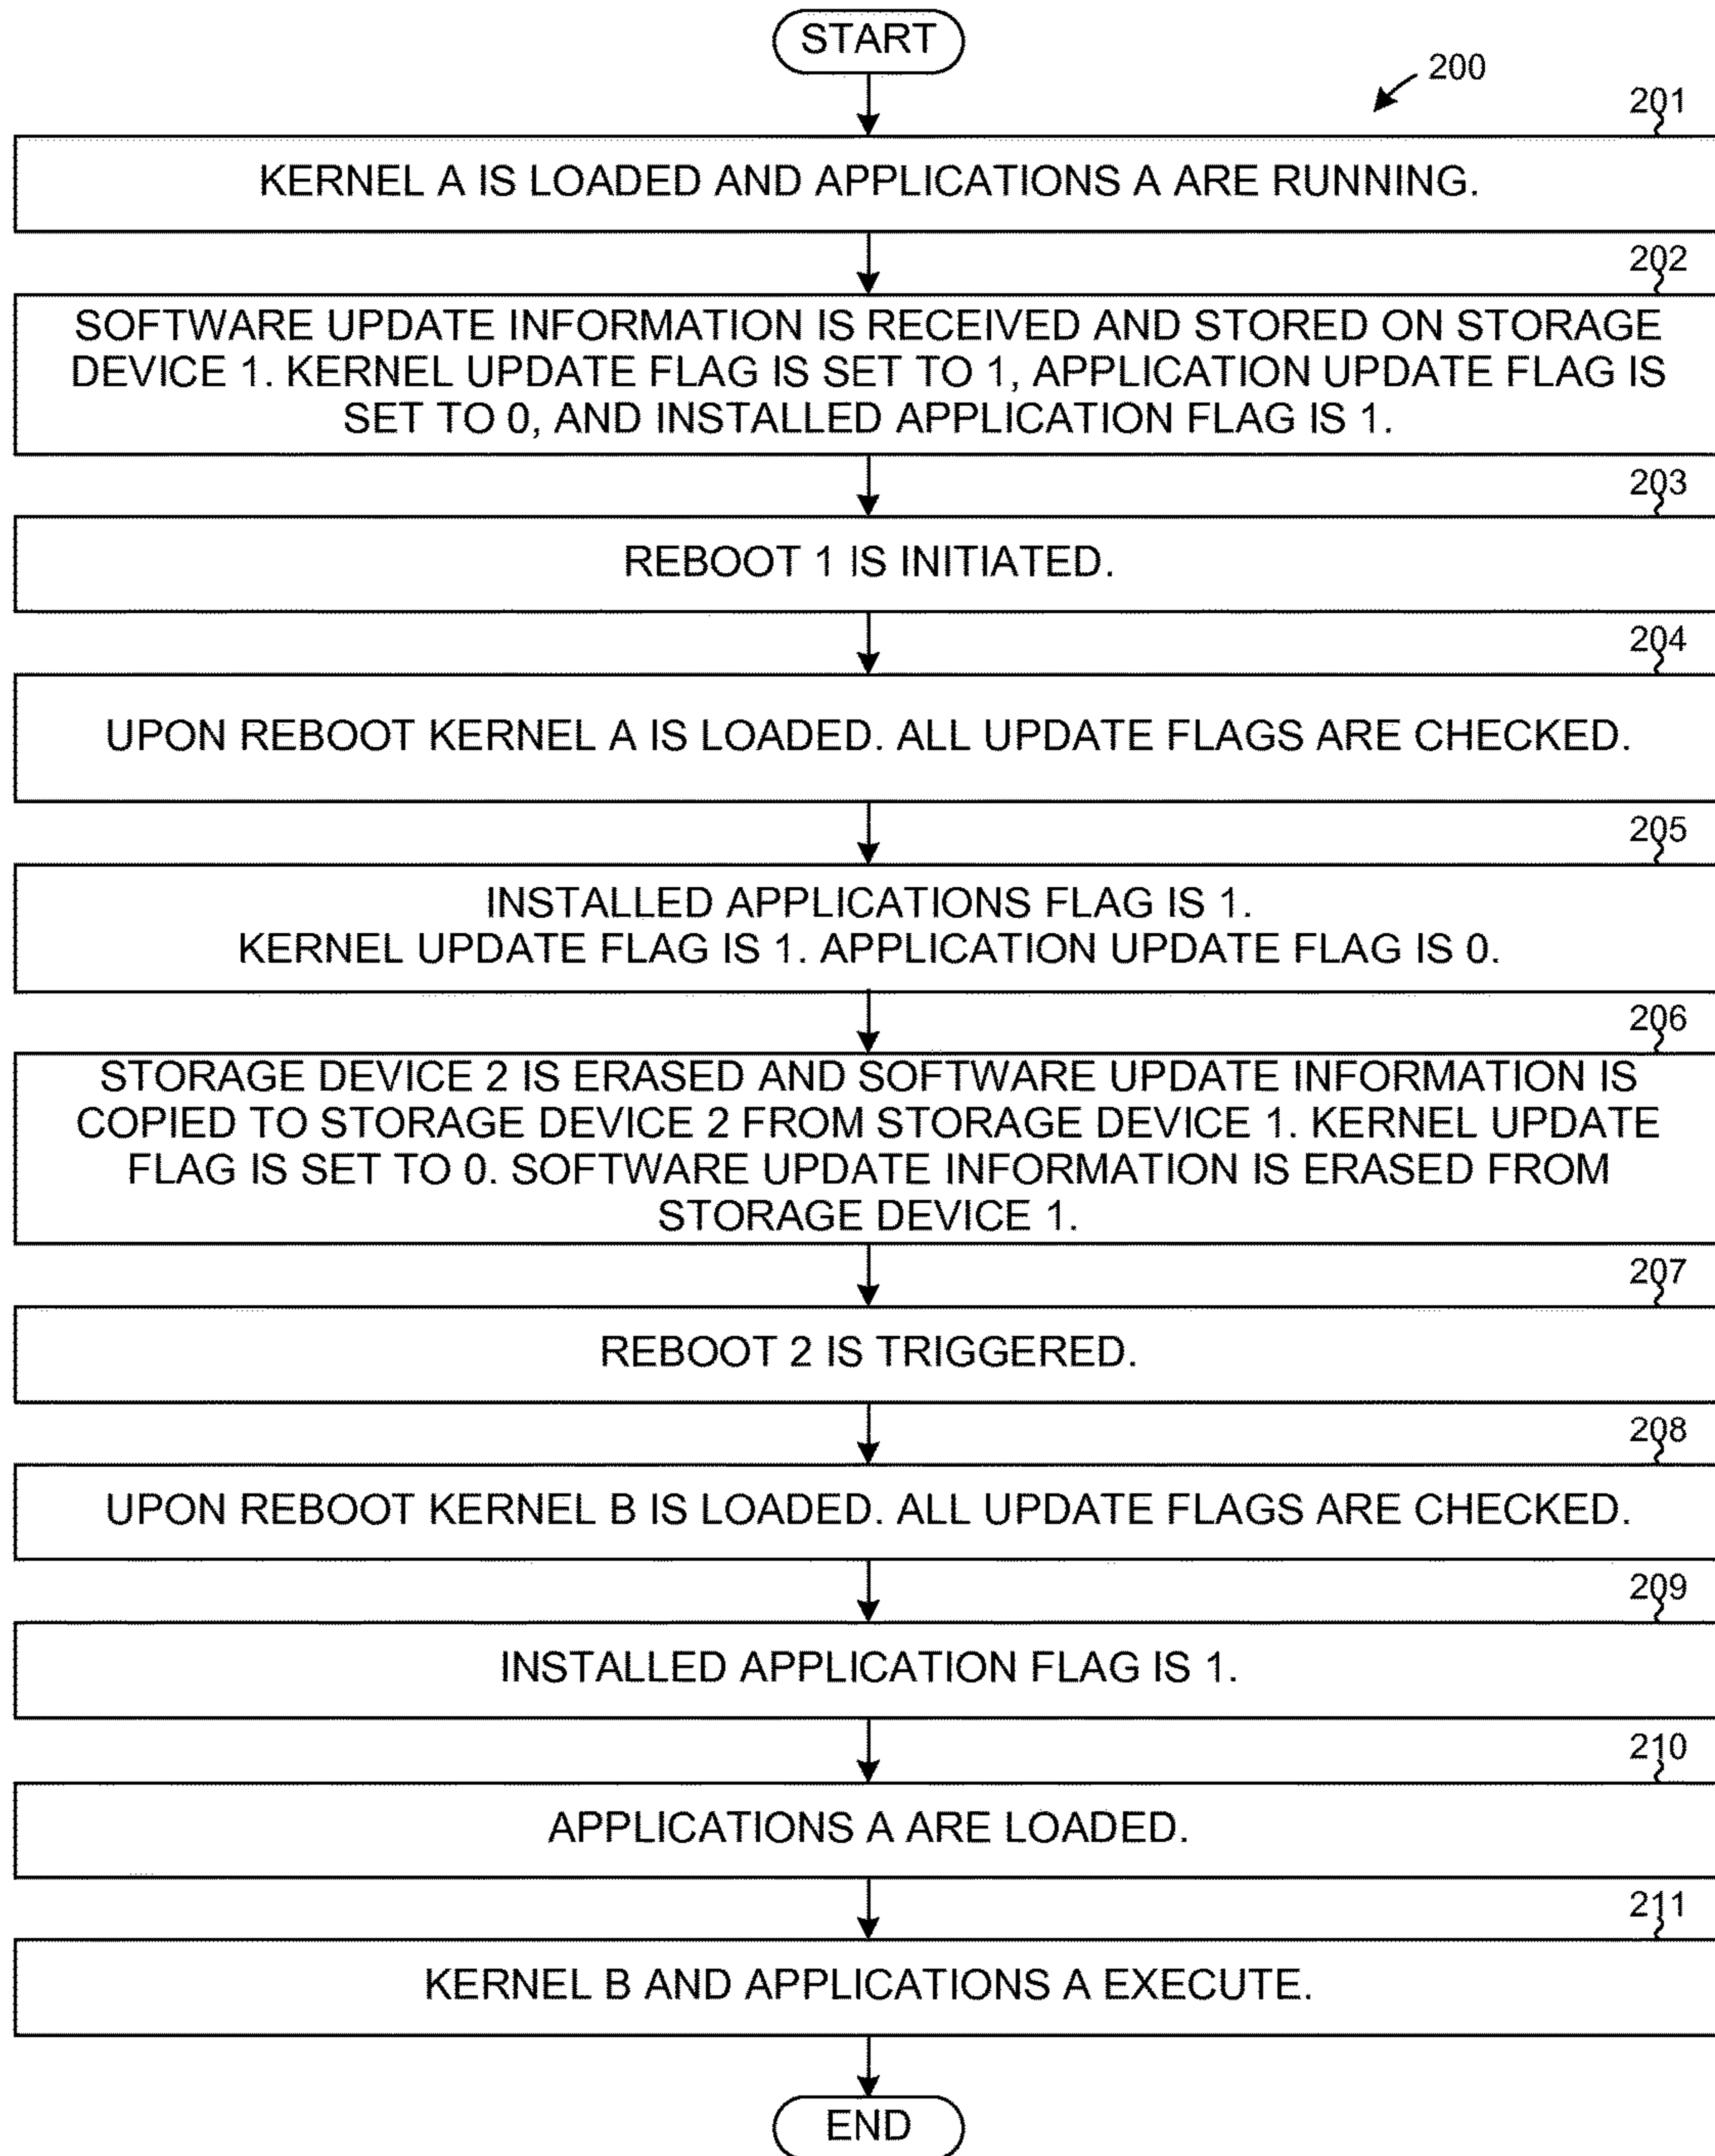 START
200
201
KERNEL A IS LOADED AND APPLICATIONS A ARE RUNNING.
202
SOFTWARE UPDATE INFORMATION IS RECEIVED AND STORED ON STORAGE
DEVICE 1. KERNEL UPDATE FLAG IS SET TO 1, APPLICATION UPDATE FLAG IS
SET TO 0, AND INSTALLED APPLICATION FLAG IS 1.
203
REBOOT 1 IS INITIATED.
204
UPON REBOOT KERNEL A IS LOADED. ALL UPDATE FLAGS ARE CHECKED.
205
INSTALLED APPLICATIONS FLAG IS 1.
KERNEL UPDATE FLAG IS 1. APPLICATION UPDATE FLAG IS 0.
206
STORAGE DEVICE 2 IS ERASED AND SOFTWARE UPDATE INFORMATION IS
COPIED TO STORAGE DEVICE 2 FROM STORAGE DEVICE 1. KERNEL UPDATE
FLAG IS SET TO 0. SOFTWARE UPDATE INFORMATION IS ERASED FROM
STORAGE DEVICE 1.
207
REBOOT 2 IS TRIGGERED.
208
UPON REBOOT KERNEL B IS LOADED. ALL UPDATE FLAGS ARE CHECKED.
209
INSTALLED APPLICATION FLAG IS 1.
210
APPLICATIONS A ARE LOADED.
211
KERNEL B AND APPLICATIONS A EXECUTE.
END